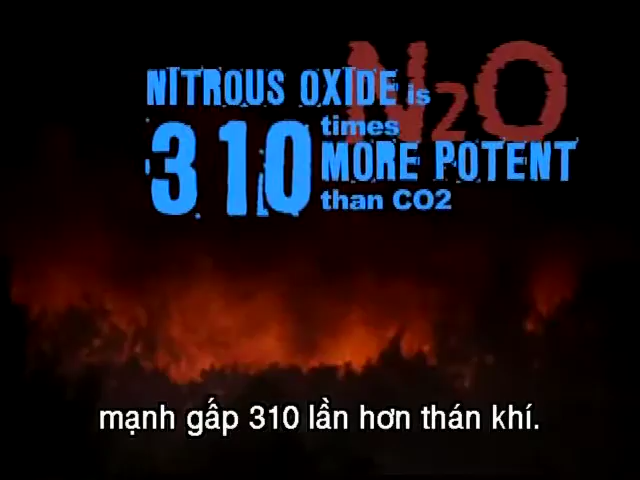 N2O
NITROUS OXIDE is
310 times
MORE POTENT
than CO2
mạnh gấp 310 lần hơn thán khí.